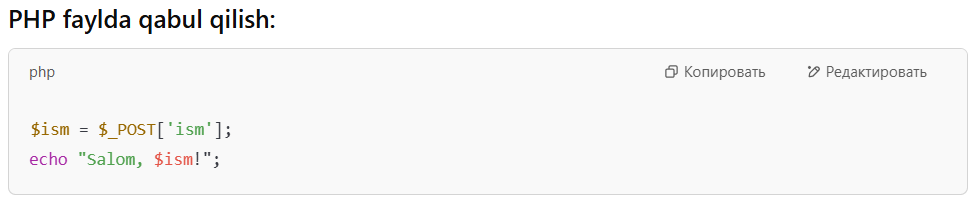 PHP faylda qabul qilish:
php
Копировать
Редактировать
$ism = $_POST['ism'];
echo "Salom, $ism!";